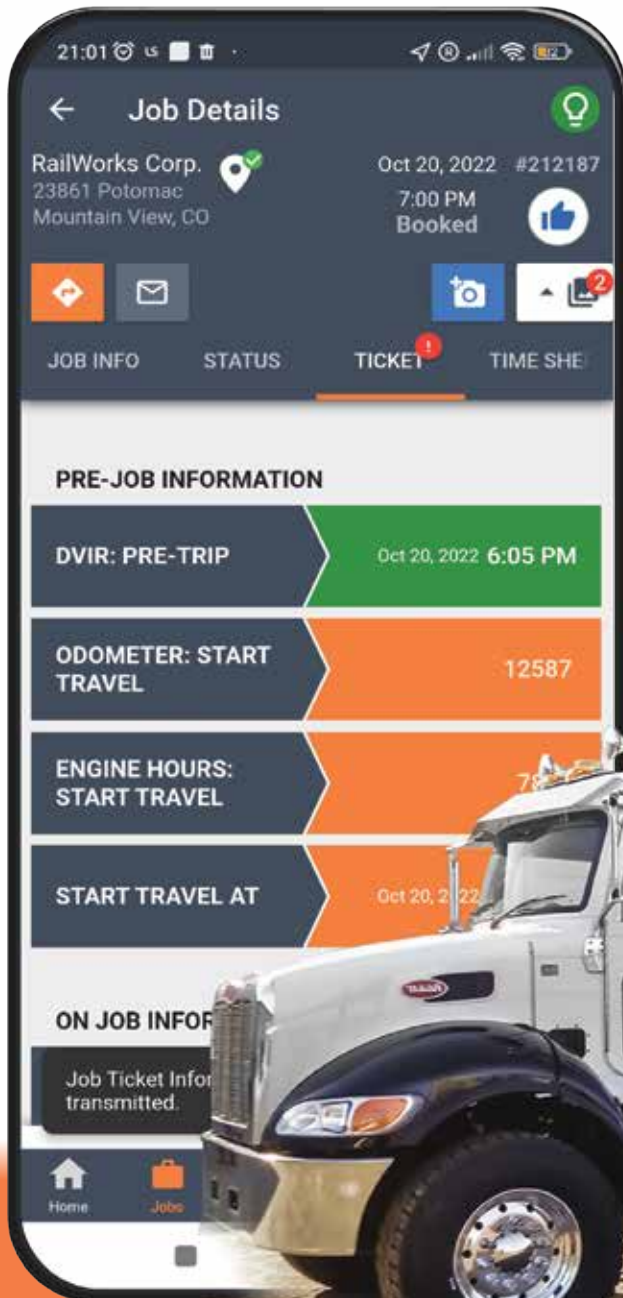 21:01
Job Details
RailWorks Corp.
23861 Potomac
Mountain View, CO
Oct 20, 2022 #212187
7:00 PM
Booked
2
JOB INFO STATUS TICKET ! TIME SHE
PRE-JOB INFORMATION
DVIR: PRE-TRIP Oct 20, 2022 6:05 PM
ODOMETER: START
TRAVEL
12587
ENGINE HOURS:
START TRAVEL
START TRAVEL AT Oct 20,
ON JOB
Job Ticket
transmitted.
Home Jobs